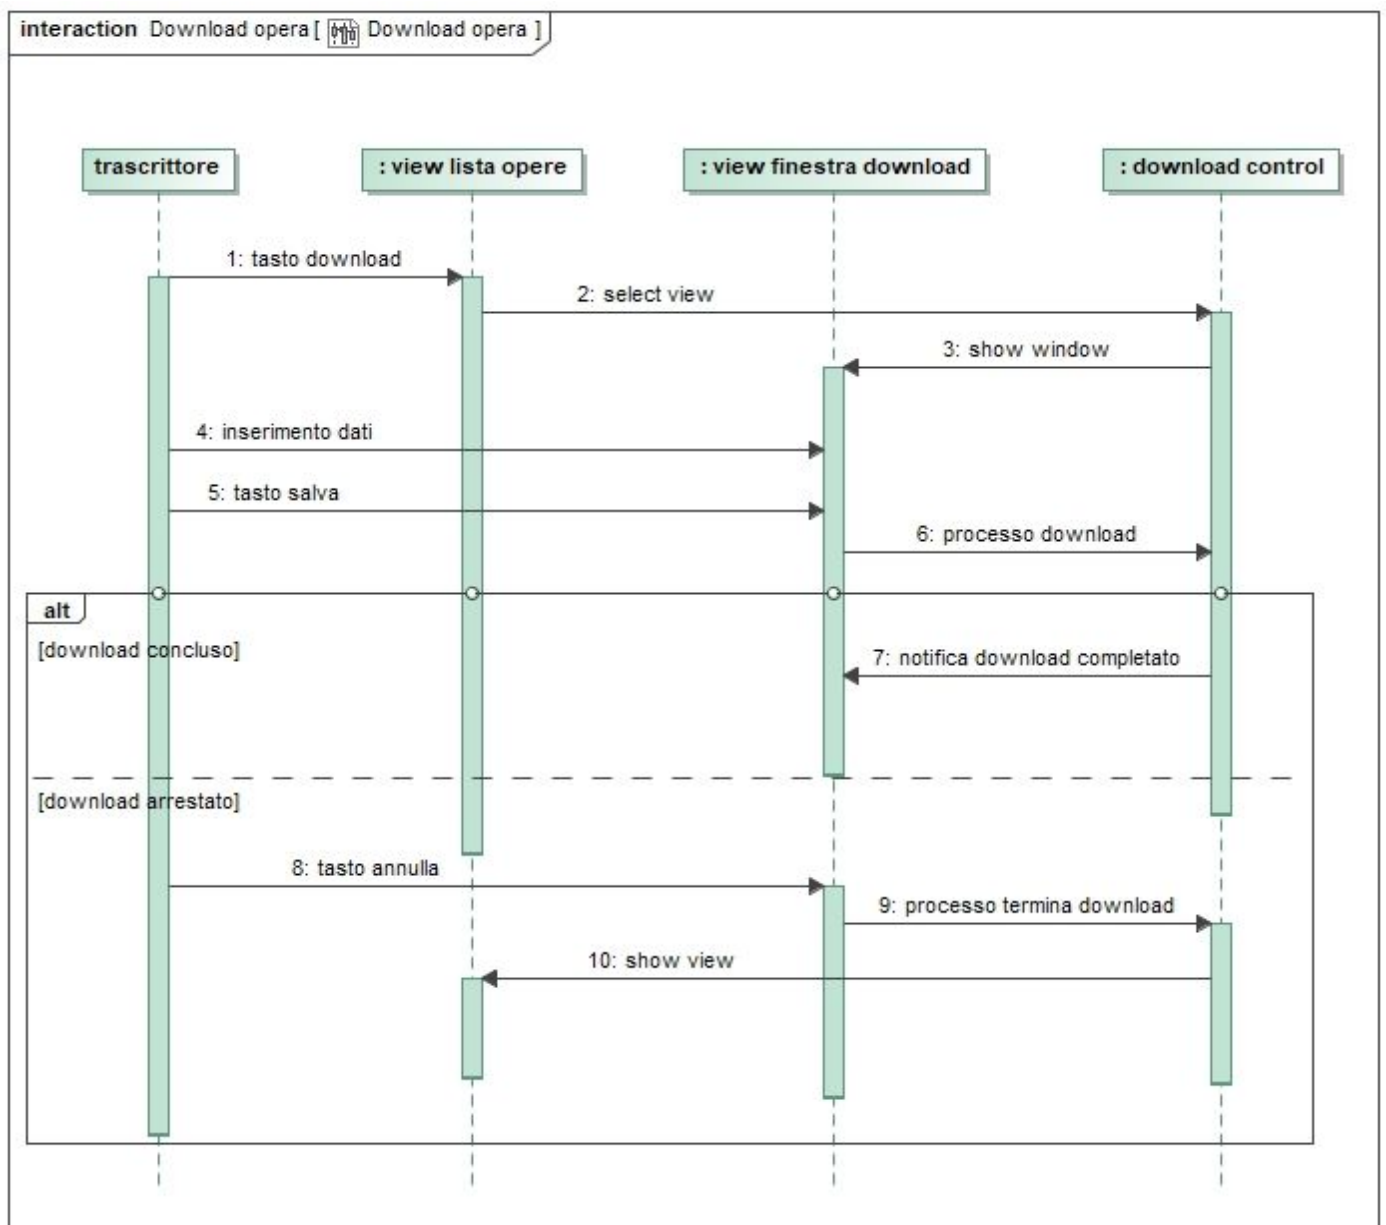 interaction Download opera [ Download opera ]
trascrittore
: view lista opere
: view finestra download
: download control
1: tasto download
2: select view
3: show window
4: inserimento dati
5: tasto salva
6: processo download
alt
[download concluso]
7: notifica download completato
[download arrestato]
8: tasto annulla
9: processo termina download
10: show view